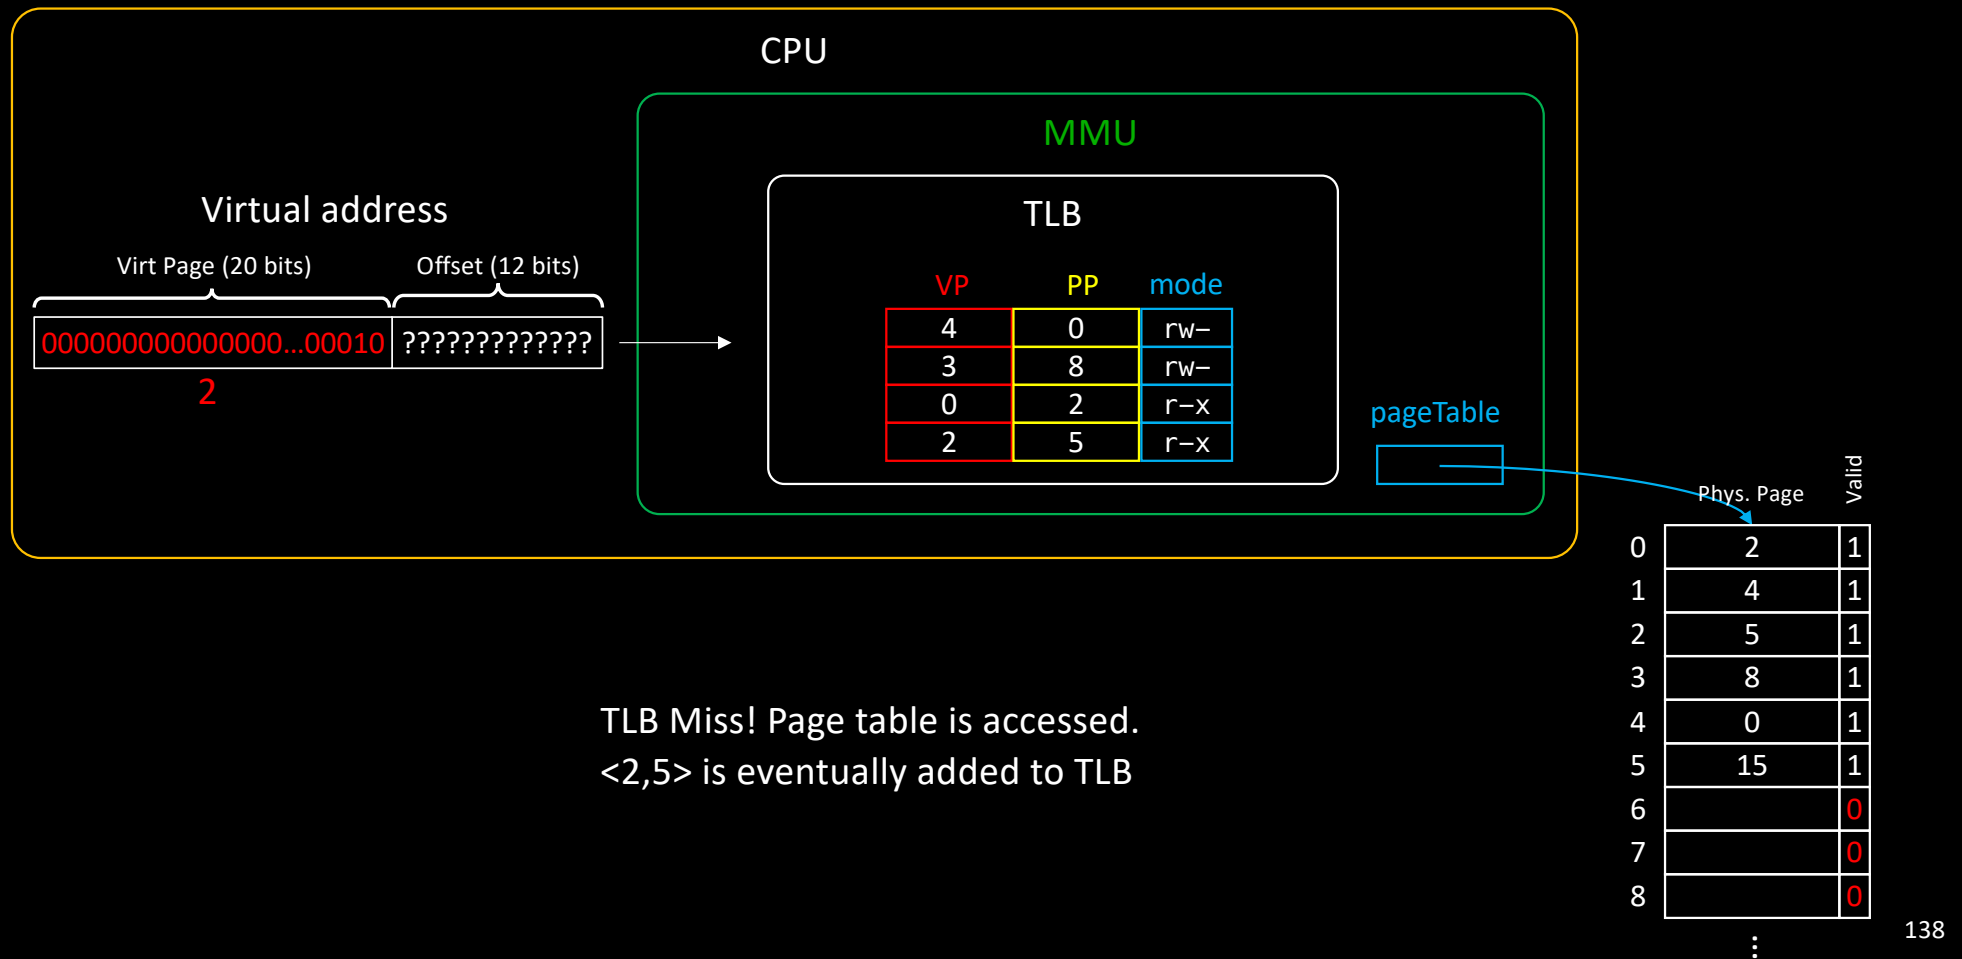 CPU
MMU
Virtual address
TLB
Virt Page (20 bits) Offset (12 bits)
VP PP mode
000000000000000...00010 ?????????????
4 0 rw-
3 8 rw-
0 2 r-x
2 5 r-x
2
pageTable
Phys. Page Valid
0 2 1
1 4 1
2 5 1
3 8 1
4 0 1
5 15 1
6 0
7 0
8 0
⋮
TLB Miss! Page table is accessed.
<2,5> is eventually added to TLB
138